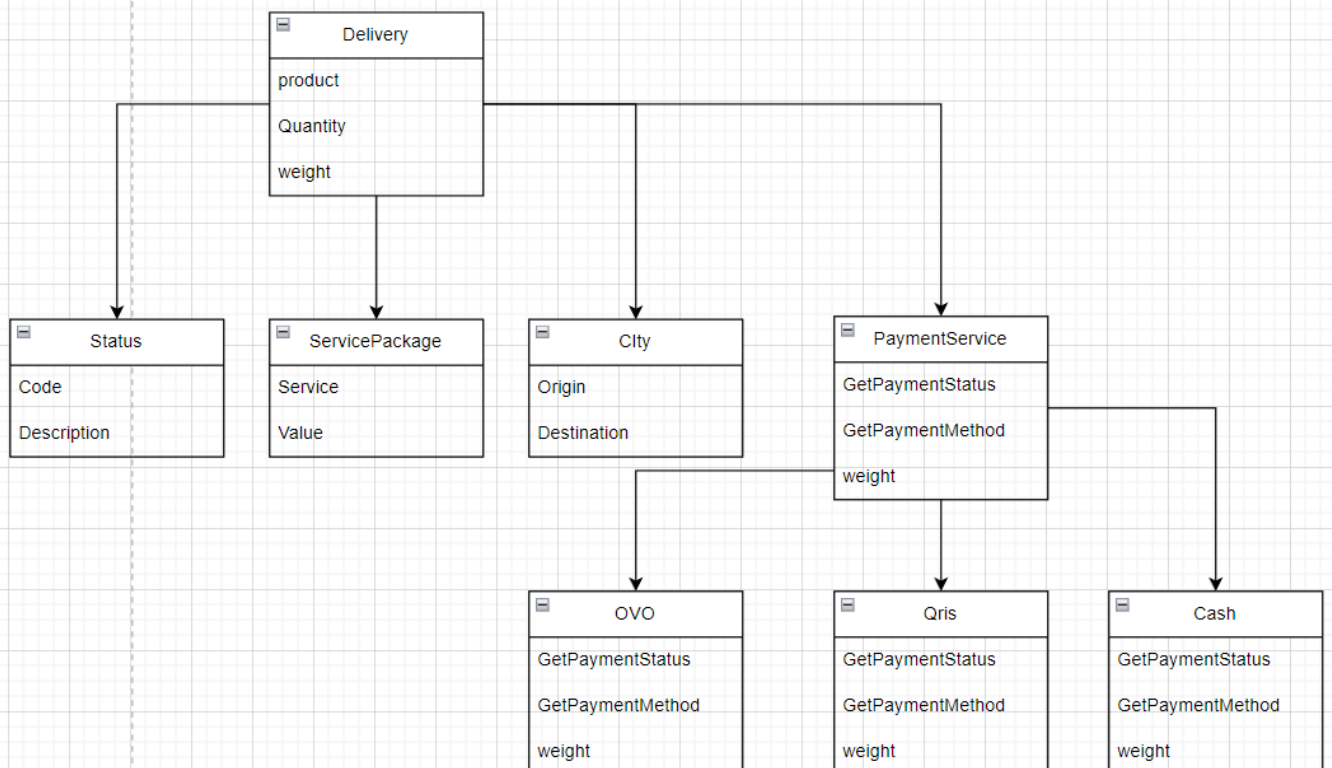 Delivery
product
Quantity
weight
Status
Code
Description
ServicePackage
Service
Value
CIty
Origin
Destination
PaymentService
GetPaymentStatus
GetPaymentMethod
weight
OVO
GetPaymentStatus
GetPaymentMethod
weight
Qris
GetPaymentStatus
GetPaymentMethod
weight
Cash
GetPaymentStatus
GetPaymentMethod
weight